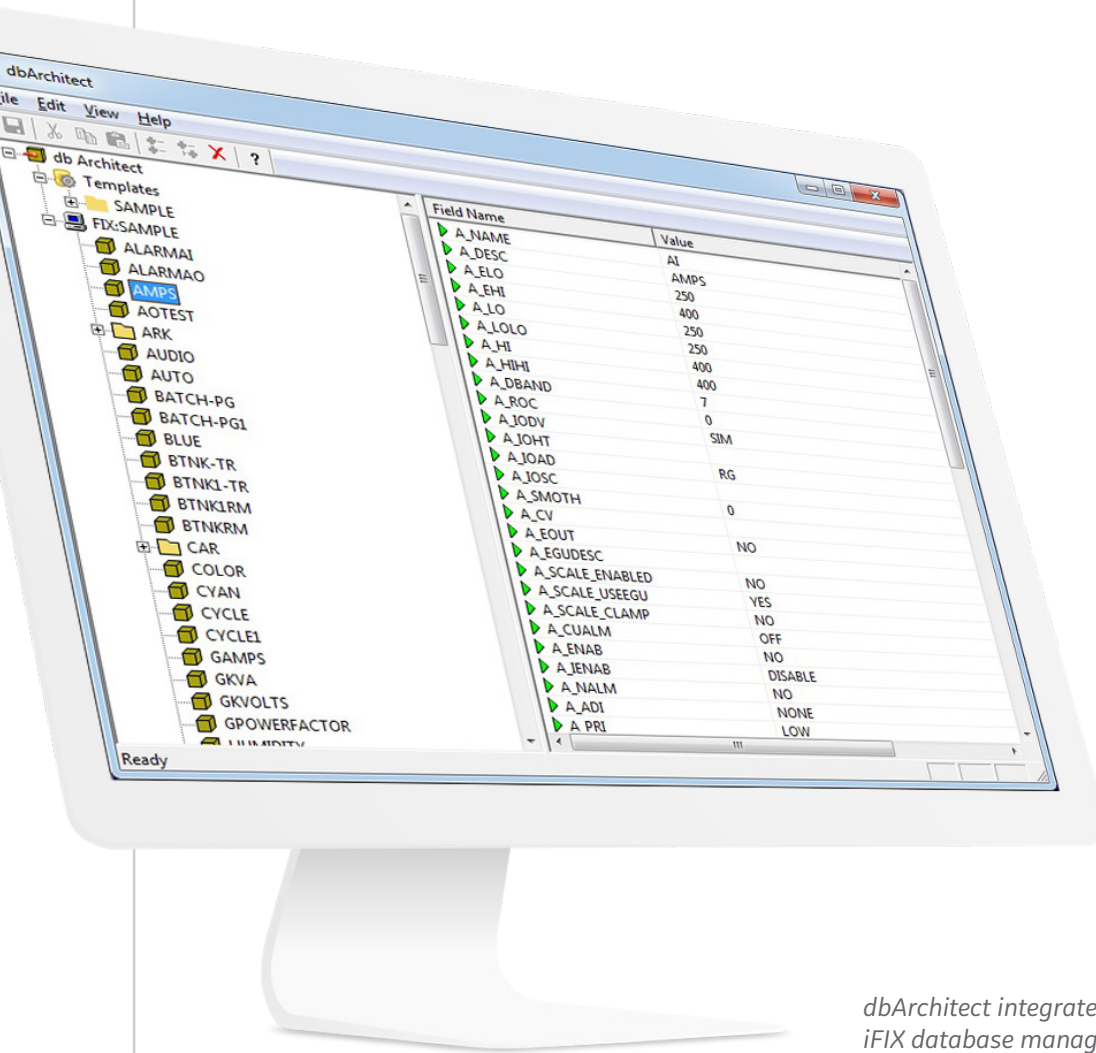 dbArchitect
ile Edit View Help
?
db Architect
Templates
SAMPLE
FIX:SAMPLE
ALARMAI
ALARMAO
AMPS
AOTEST
ARK
AUDIO
AUTO
BATCH-PG
BATCH-PG1
BLUE
BTNK-TR
BTNK1-TR
BTNK1RM
BTNKRM
CAR
COLOR
CYAN
CYCLE
CYCLE1
GAMPS
GKVA
GKVOLTS
GPOWERFACTOR
HUMIDITY
Field Name Value
A_NAME AI
A_DESC AMPS
A_ELO 250
A_EHI 400
A_LO 250
A_LOLO 250
A_HI 400
A_HIHI 400
A_DBAND 7
A_ROC 0
A_IODV SIM
A_IOHT
A_IOAD RG
A_IOSC
A_SMOTH 0
A_CV
A_EOUT NO
A_EGUDESC
A_SCALE_ENABLED NO
A_SCALE_USEEGU YES
A_SCALE_CLAMP NO
A_CUALM OFF
A_ENAB NO
A_IENAB DISABLE
A_NALM NO
A_ADI NONE
A_PRI LOW
Ready
dbArchitect integrate
iFIX database manag